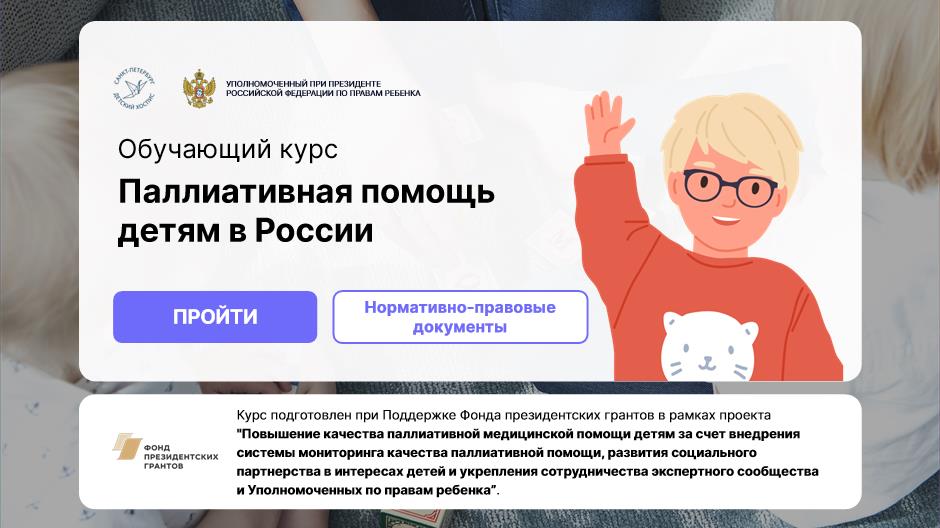 САНКТ-ПЕТЕРБУРГ
ДЕТСКИЙ ХОСПИС
УПОЛНОМОЧЕННЫЙ ПРИ ПРЕЗИДЕНТЕ
РОССИЙСКОЙ ФЕДЕРАЦИИ ПО ПРАВАМ РЕБЕНКА
Обучающий курс
Паллиативная помощь
детям в России
ПРОЙТИ
Нормативно-правовые
документы
ФОНД
ПРЕЗИДЕНТСКИХ
ГРАНТОВ
Курс подготовлен при Поддержке Фонда президентских грантов в рамках проекта
"Повышение качества паллиативной медицинской помощи детям за счет внедрения
системы мониторинга качества паллиативной помощи, развития социального
партнерства в интересах детей и укрепления сотрудничества экспертного сообщества
и Уполномоченных по правам ребенка”.